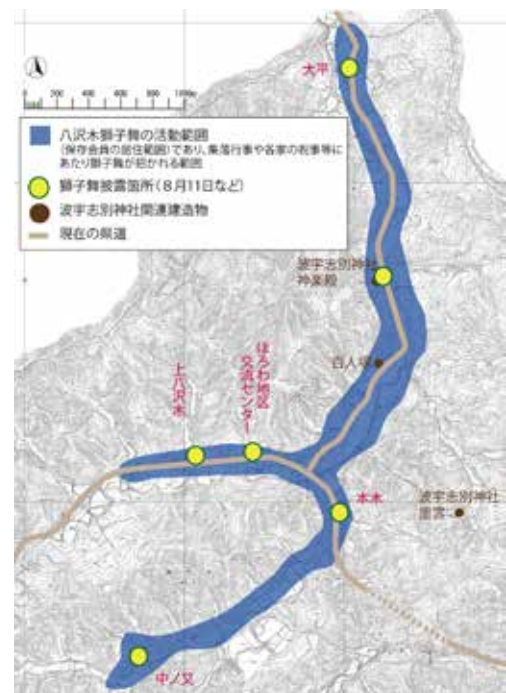 大平
0 200 400 600 800 1000m
八沢木獅子舞の活動範囲
(保存会員の居住範囲)であり、集落行事や各家の祝事等に
あたり獅子舞が招かれる範囲
獅子舞披露箇所(8月11日など)
波宇志別神社関連建造物
現在の県道
波宇志別神社
神楽殿
百人塚
ほろわ地区
交流センター
上八沢木
本木
波宇志別神社
里宮
中ノ又